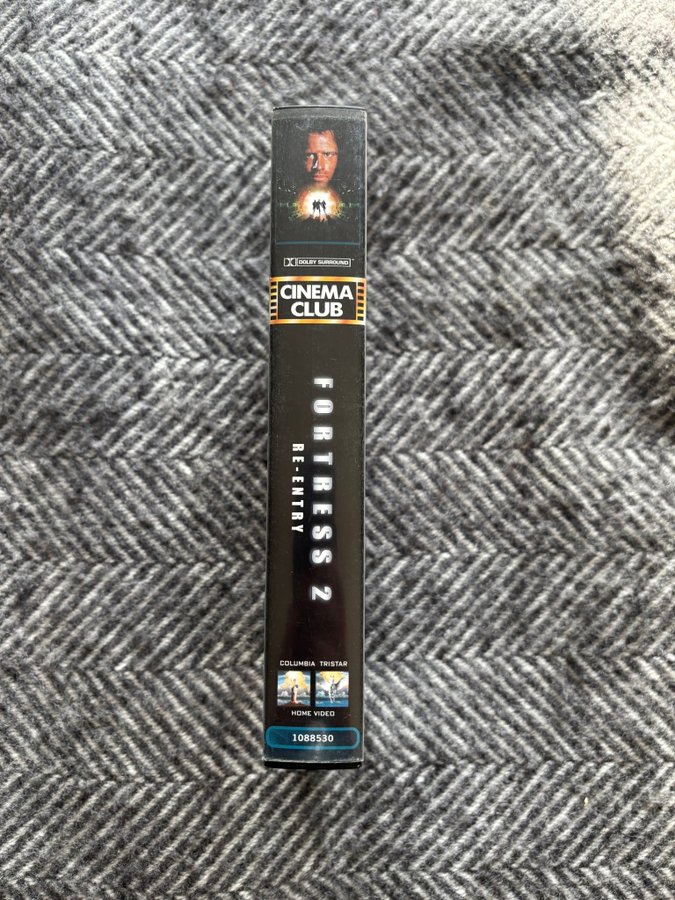 DOLBY SURROUND
CINEMA
CLUB
FORTRESS 2
RE-ENTRY
COLUMBIA TRISTAR
HOME VIDEO
1088530